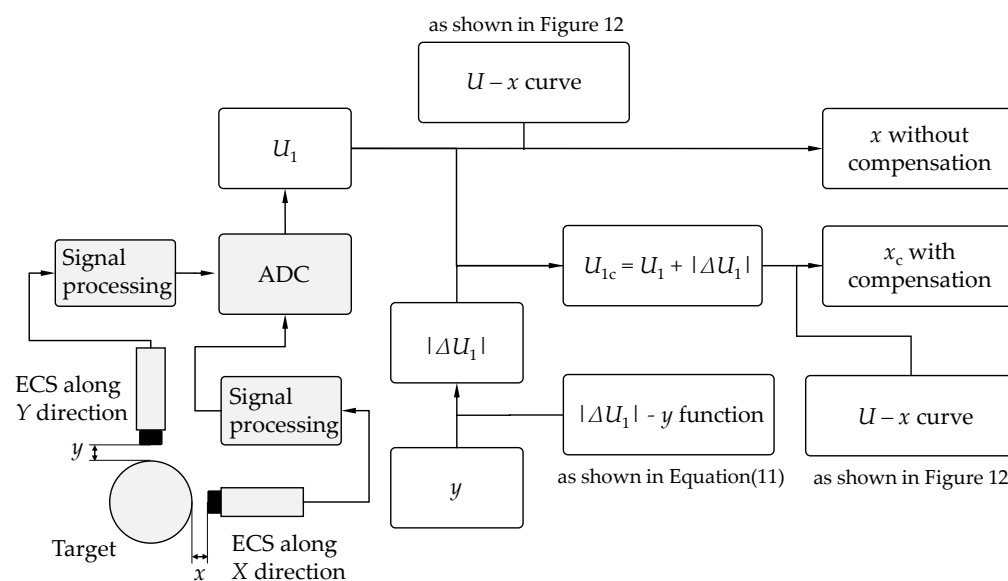 as shown in Figure 12
U – x curve
U1
x without
compensation
Signal
processing
ADC
U1c = U1 + |ΔU1|
xc with
compensation
|ΔU1|
ECS along
Y direction
Signal
processing
|ΔU1| - y function
U – x curve
y
y
as shown in Equation(11)
as shown in Figure 12
Target
x
ECS along
X direction